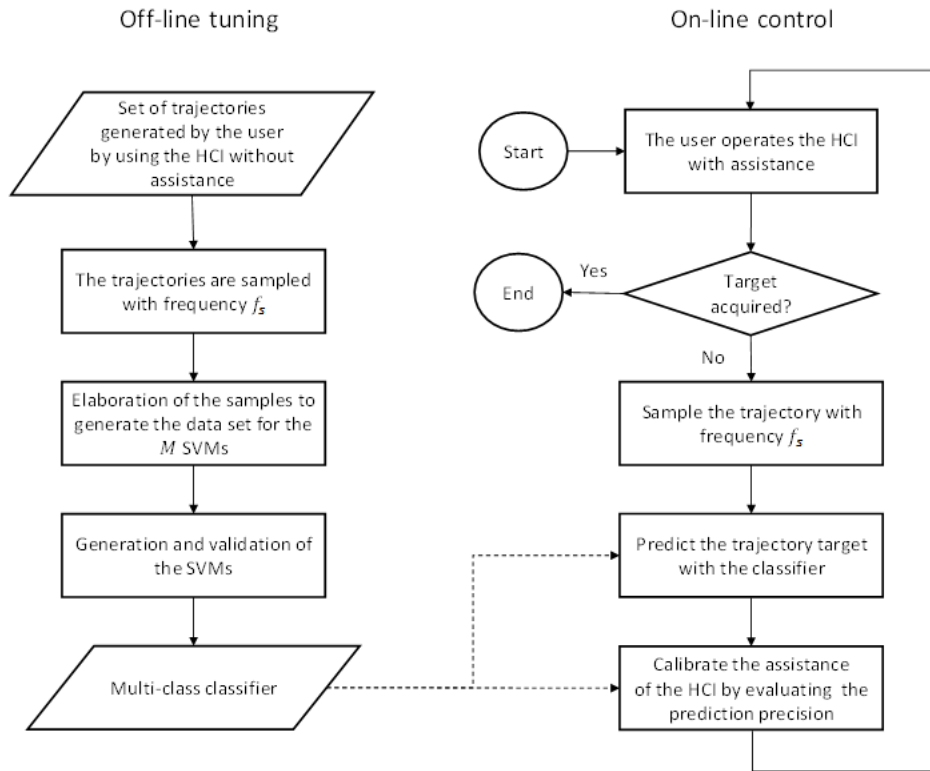 Off-line tuning
Set of trajectories
generated by the user
by using the HCI without
assistance
The trajectories are sampled
with frequency fₛ
Elaboration of the samples to
generate the data set for the
M SVMs
Generation and validation of
the SVMs
Multi-class classifier
On-line control
Start
The user operates the HCI
with assistance
Target
acquired?
Yes
End
No
Sample the trajectory with
frequency fₛ
Predict the trajectory target
with the classifier
Calibrate the assistance
of the HCI by evaluating the
prediction precision